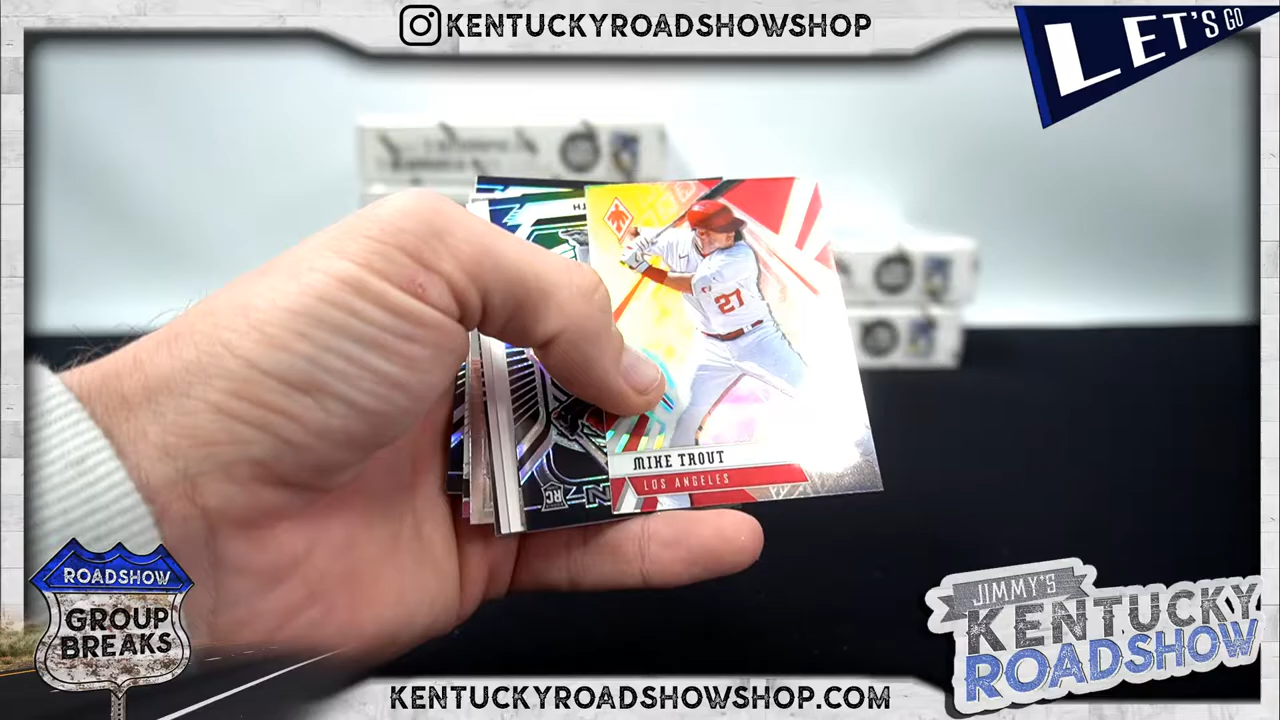 KENTUCKYROADSHOWSHOP
LET'S GO
27
MIKE TROUT
LOS ANGELES
RC
ROADSHOW
GROUP
BREAKS
JIMMY'S
KENTUCKY
ROADSHOW
KENTUCKYROADSHOWSHOP.COM